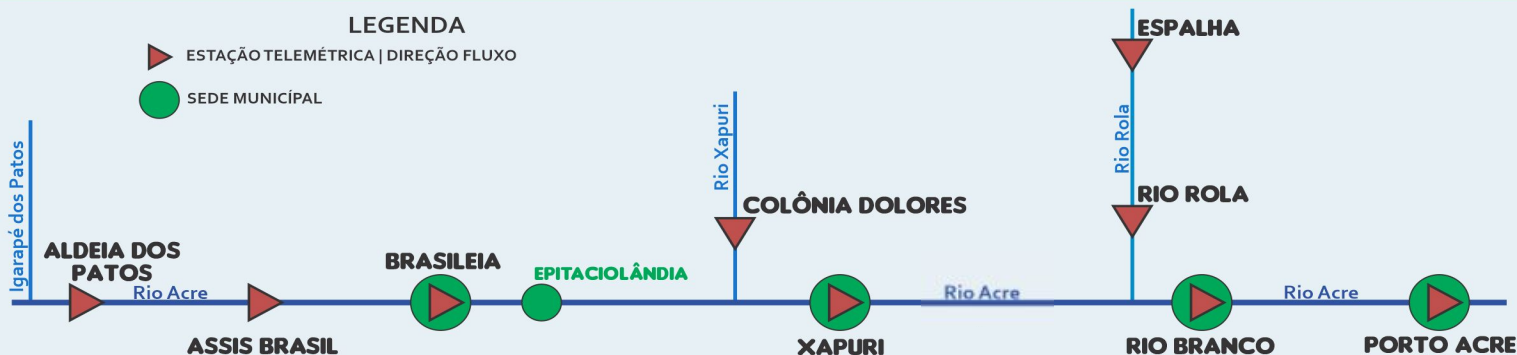 LEGENDA
ESTAÇÃO TELEMÉTRICA | DIREÇÃO FLUXO
SEDE MUNICÍPAL
Igarapé dos Patos
ALDEIA DOS
PATOS
Rio Acre
ASSIS BRASIL
BRASILEIA
EPITACIOLÂNDIA
Rio Xapuri
COLÔNIA DOLORES
XAPURI
Rio Acre
ESPALHA
Rio Rola
RIO ROLA
RIO BRANCO
Rio Acre
PORTO ACRE